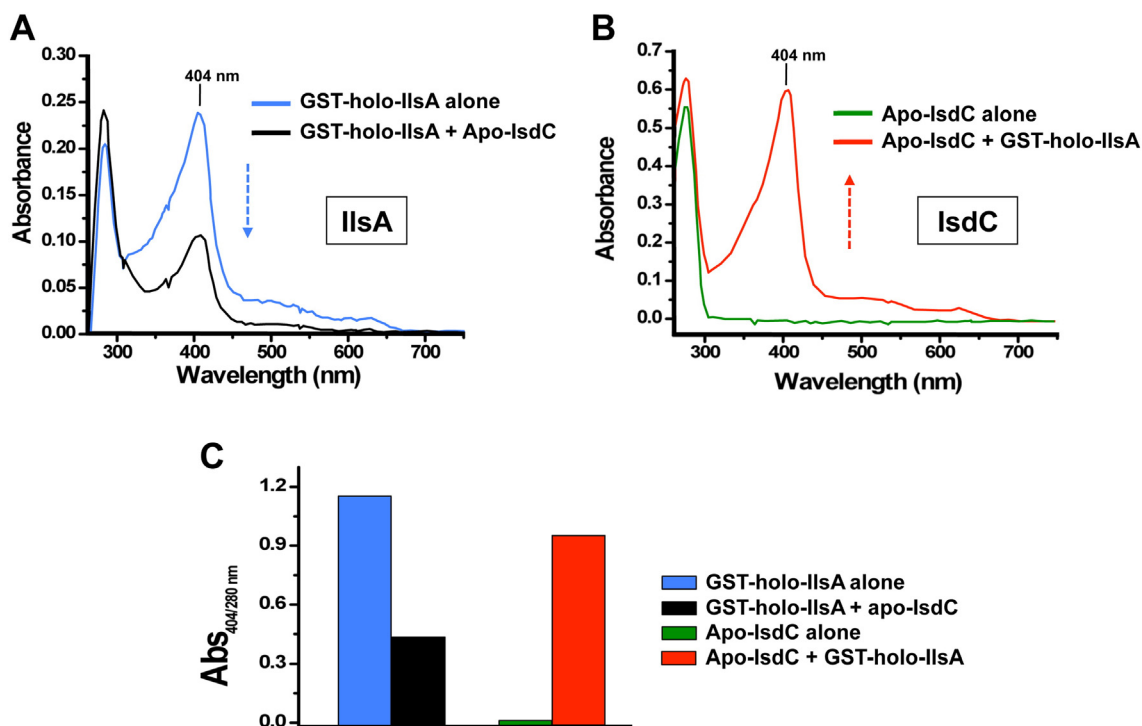 A
0.30
0.25
0.20
0.15
0.10
0.05
0.00
Absorbance
404 nm
GST-holo-IlsA alone
GST-holo-IlsA + Apo-IsdC
IlsA
300 400 500 600 700
Wavelength (nm)
B
0.7
0.6
0.5
0.4
0.3
0.2
0.1
0.0
Absorbance
404 nm
Apo-IsdC alone
Apo-IsdC + GST-holo-IlsA
IsdC
300 400 500 600 700
Wavelength (nm)
C
1.2
0.9
0.6
0.3
0.0
Abs404/280 nm
GST-holo-IlsA alone
GST-holo-IlsA + apo-IsdC
Apo-IsdC alone
Apo-IsdC + GST-holo-IlsA